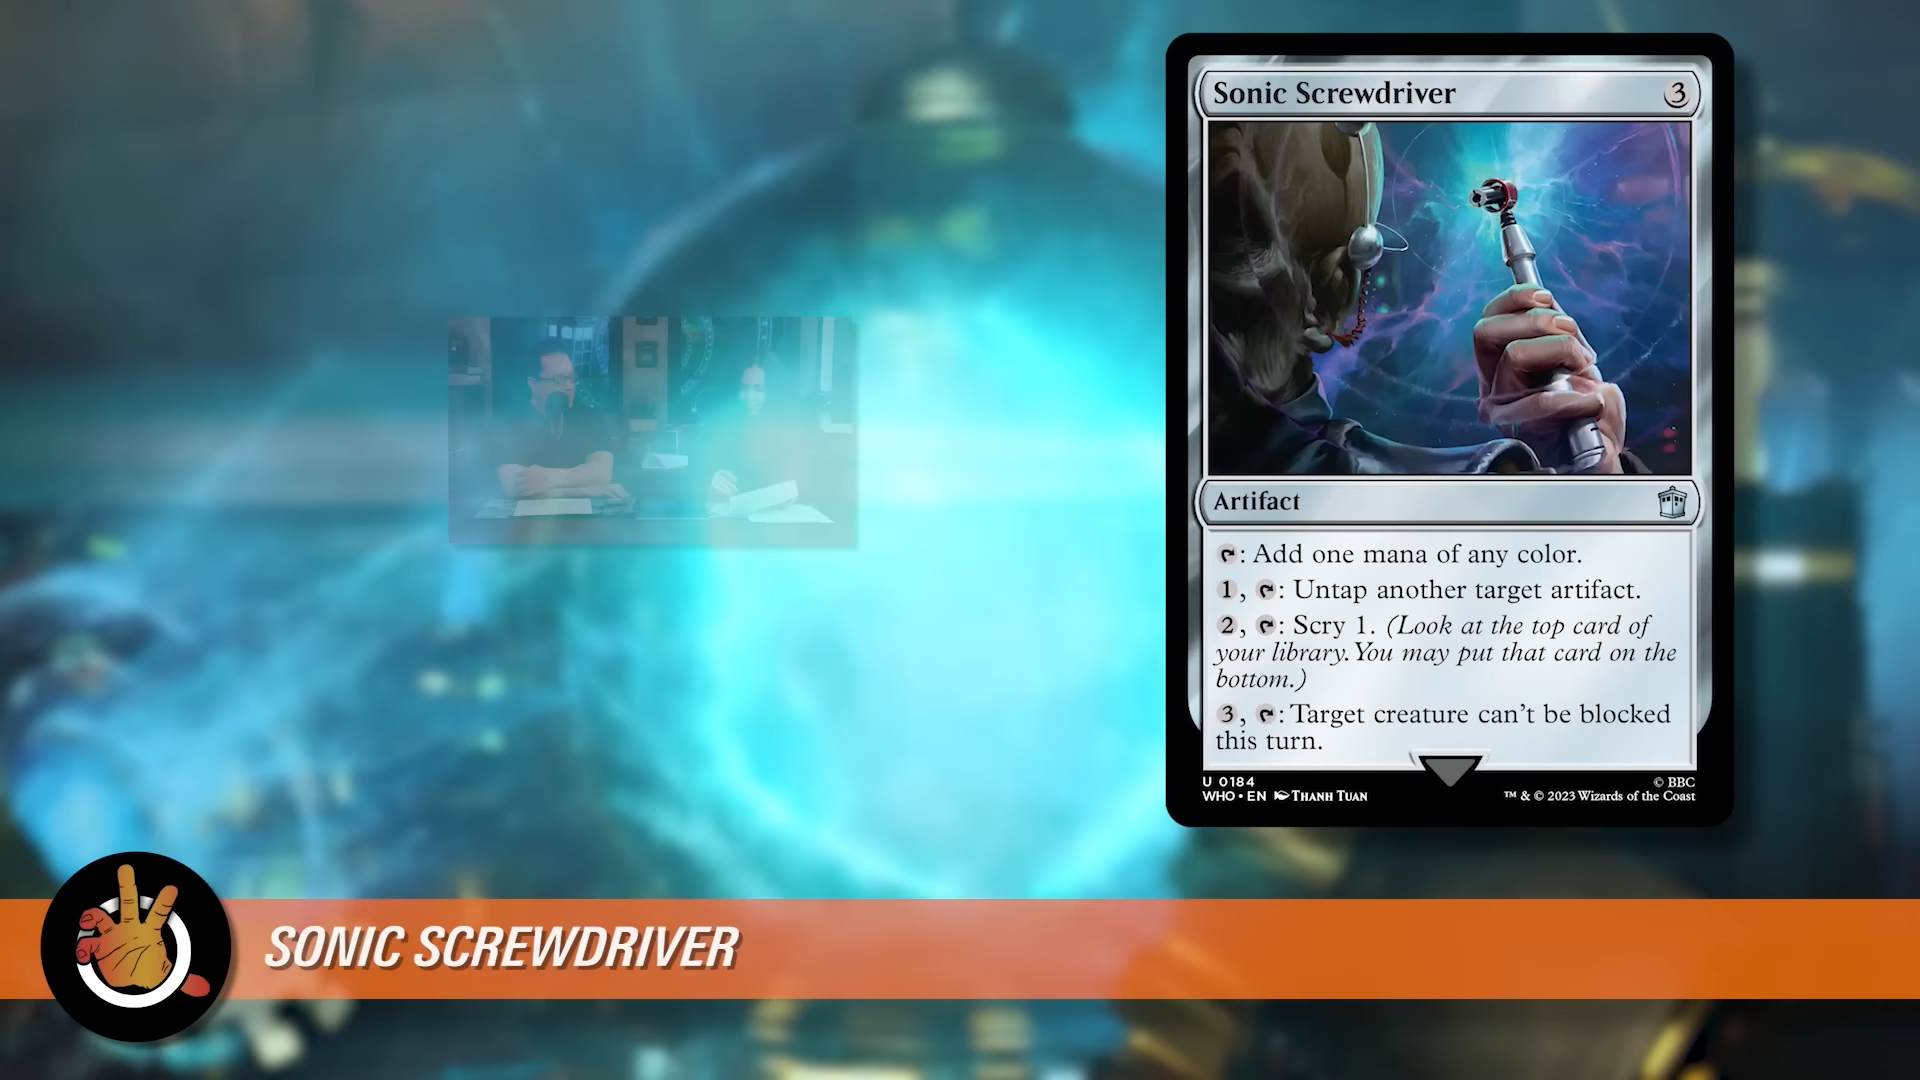 Sonic Screwdriver 3
Artifact
: Add one mana of any color.
1, : Untap another target artifact.
2, : Scry 1. (Look at the top card of
your library. You may put that card on the
bottom.)
3, : Target creature can't be blocked
this turn.
U 0184
WHO • EN Thanh Tuan
© BBC
™ & © 2023 Wizards of the Coast
SONIC SCREWDRIVER